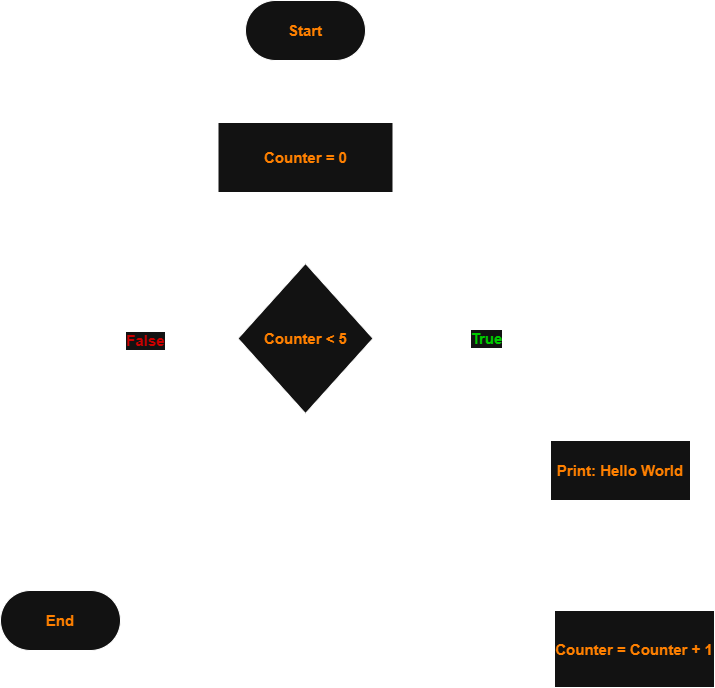 Start
Counter = 0
Counter < 5
False
True
Print: Hello World
End
Counter = Counter + 1